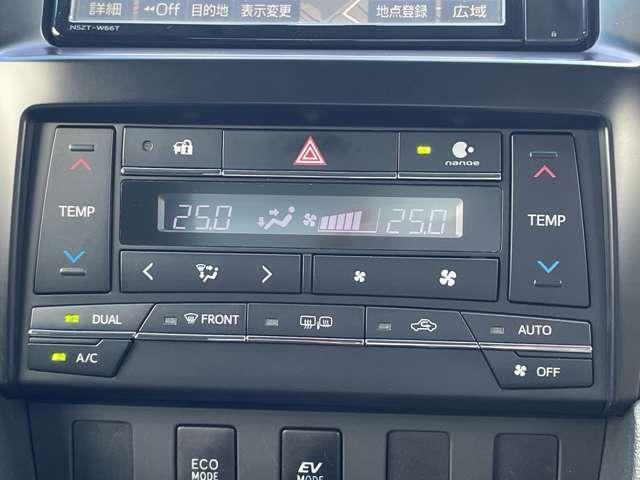 詳細 ◂◂Off 目的地 表示変更 地点登録 広域
NSZT-W66T
nanoe
TEMP 25.0 25.0 TEMP
DUAL FRONT AUTO
A/C OFF
ECO MODE EV MODE